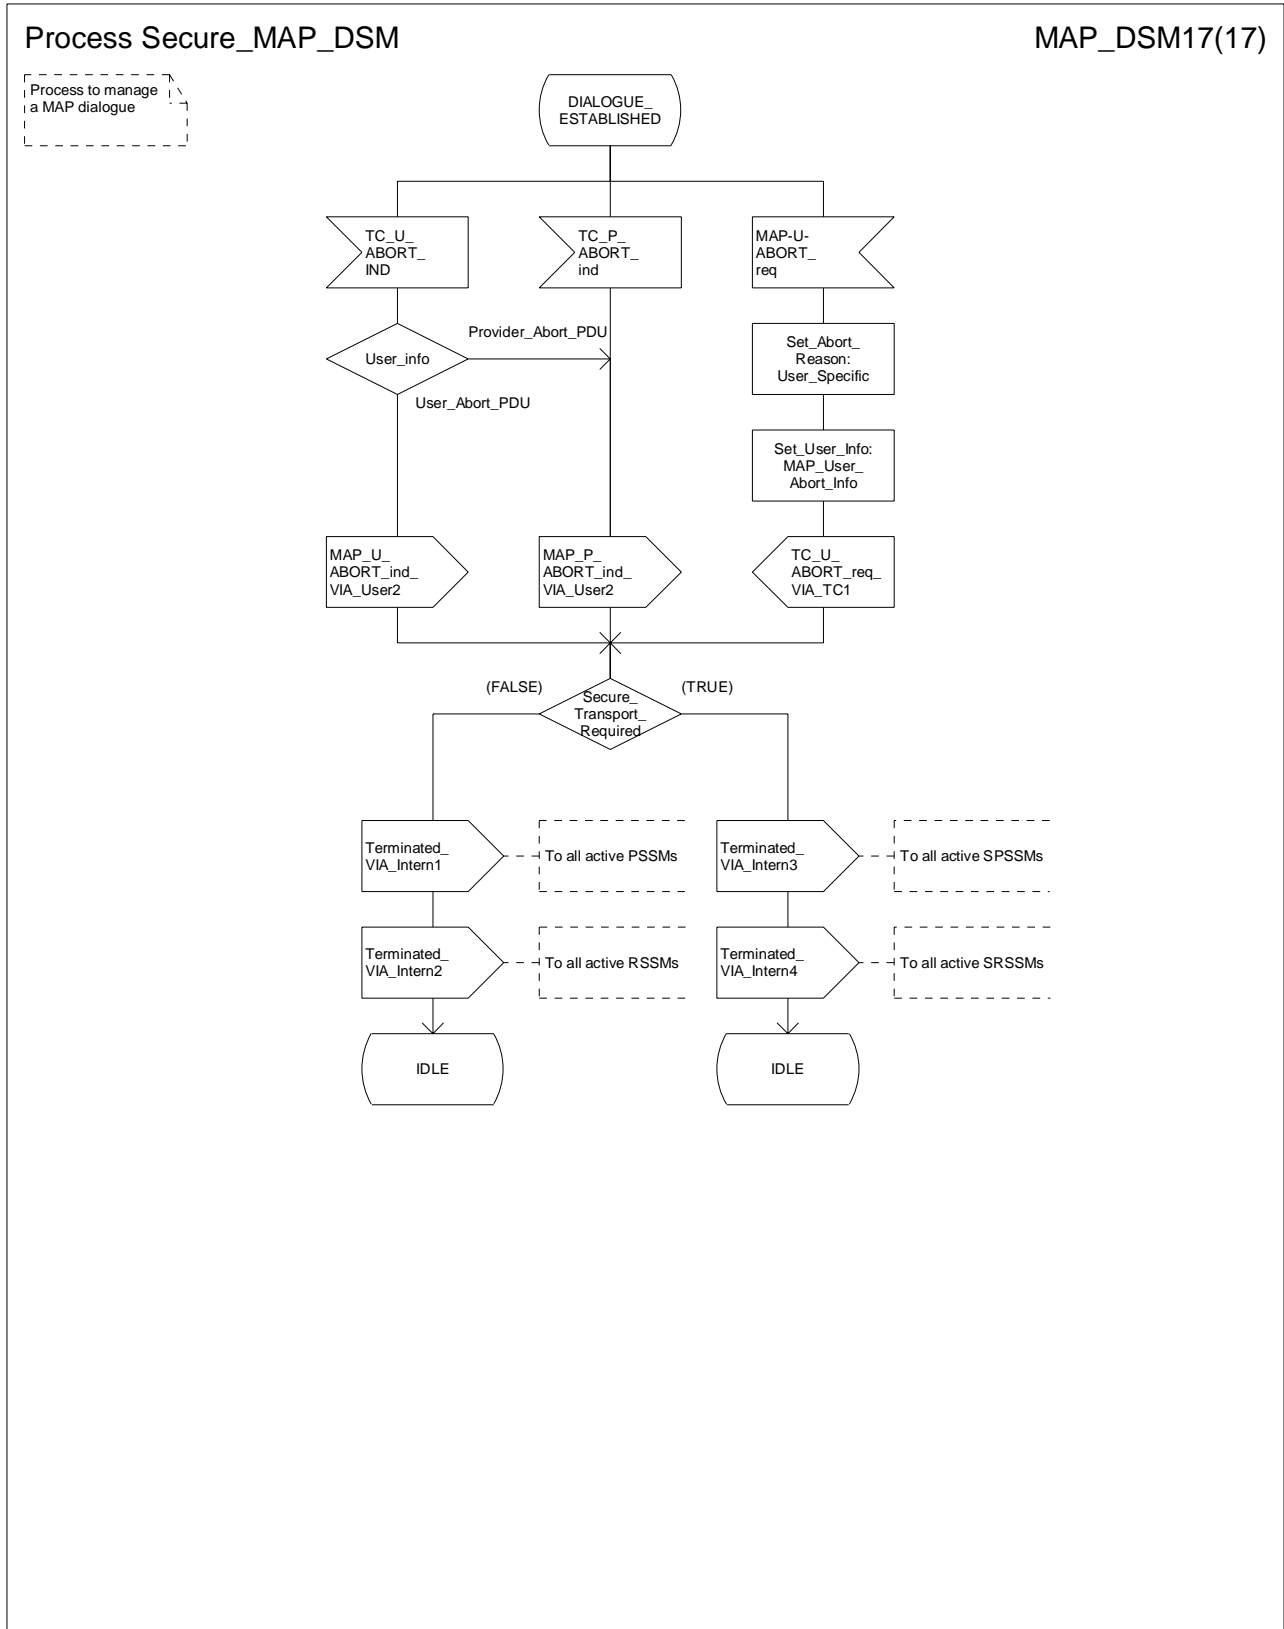 Process Secure_MAP_DSM
MAP_DSM17(17)
Process to manage
a MAP dialogue
DIALOGUE_
ESTABLISHED
TC_U_
ABORT_
IND
TC_P_
ABORT_
ind
MAP-U-
ABORT_
req
Provider_Abort_PDU
User_info
User_Abort_PDU
Set_Abort_
Reason:
User_Specific
Set_User_Info:
MAP_User_
Abort_Info
MAP_U_
ABORT_ind_
VIA_User2
MAP_P_
ABORT_ind_
VIA_User2
TC_U_
ABORT_req_
VIA_TC1
(FALSE)
(TRUE)
Secure_
Transport_
Required
Terminated_
VIA_Intern1
To all active PSSMs
Terminated_
VIA_Intern3
To all active SPSSMs
Terminated_
VIA_Intern2
To all active RSSMs
Terminated_
VIA_Intern4
To all active SRSSMs
IDLE
IDLE